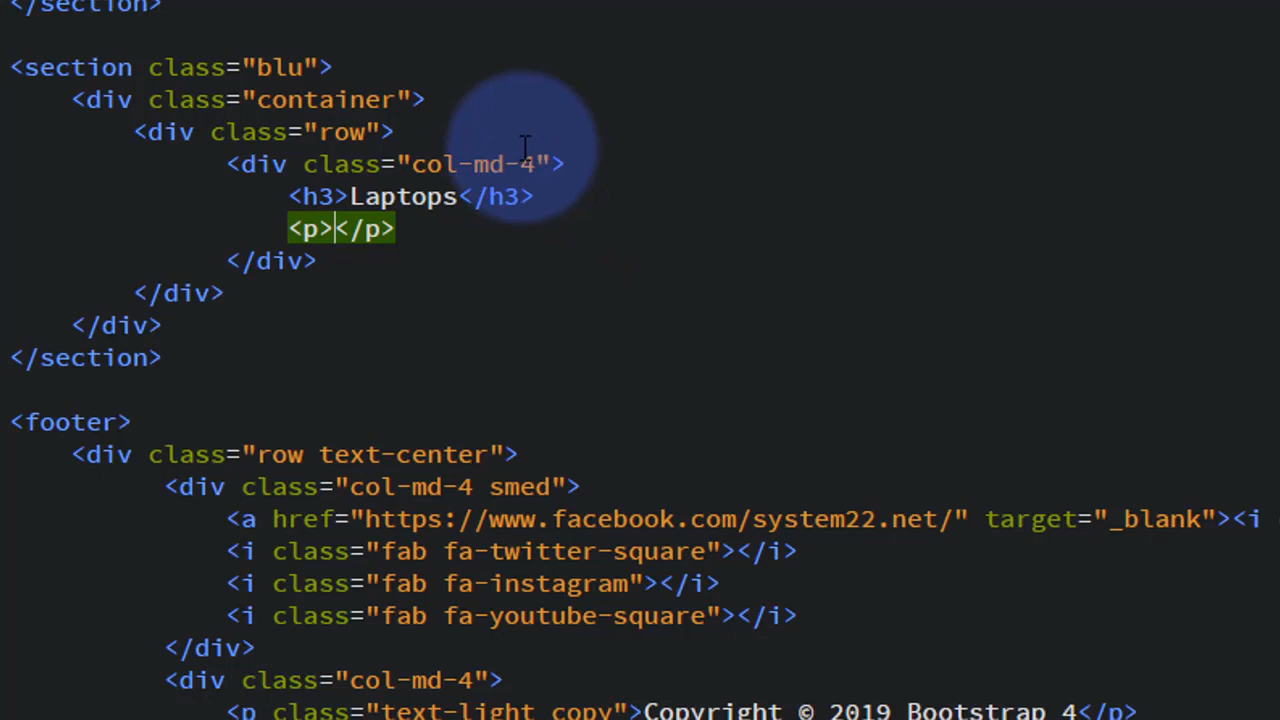 </section>
<section class="blu">
<div class="container">
<div class="row">
<div class="col-md-4">
<h3>Laptops</h3>
<p></p>
</div>
</div>
</div>
</section>
<footer>
<div class="row text-center">
<div class="col-md-4 smed">
<a href="https://www.facebook.com/system22.net/" target="_blank"><i
<i class="fab fa-twitter-square"></i>
<i class="fab fa-instagram"></i>
<i class="fab fa-youtube-square"></i>
</div>
<div class="col-md-4">
<p class="text-light copy">Copyright © 2019 Bootstrap 4</p>